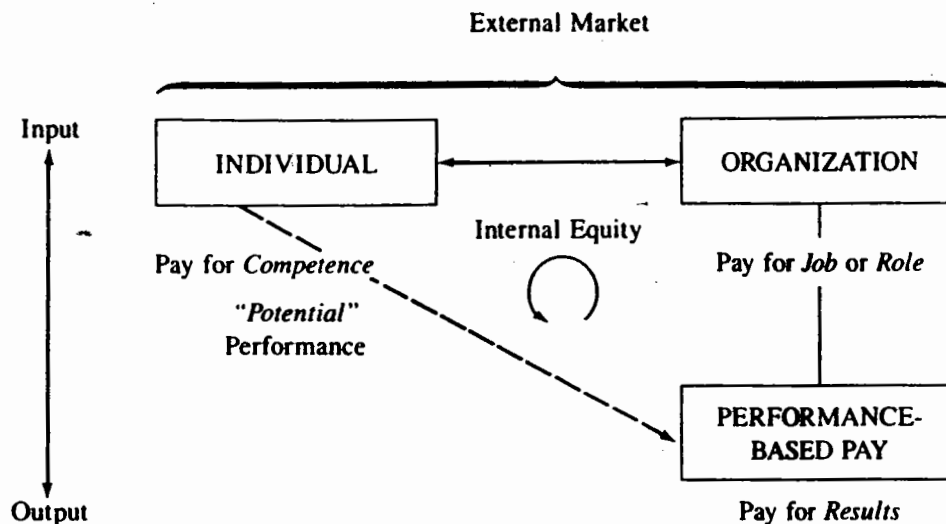 External Market
Input
INDIVIDUAL
ORGANIZATION
Internal Equity
Pay for Competence
Pay for Job or Role
"Potential"
Performance
PERFORMANCE-
BASED PAY
Output
Pay for Results